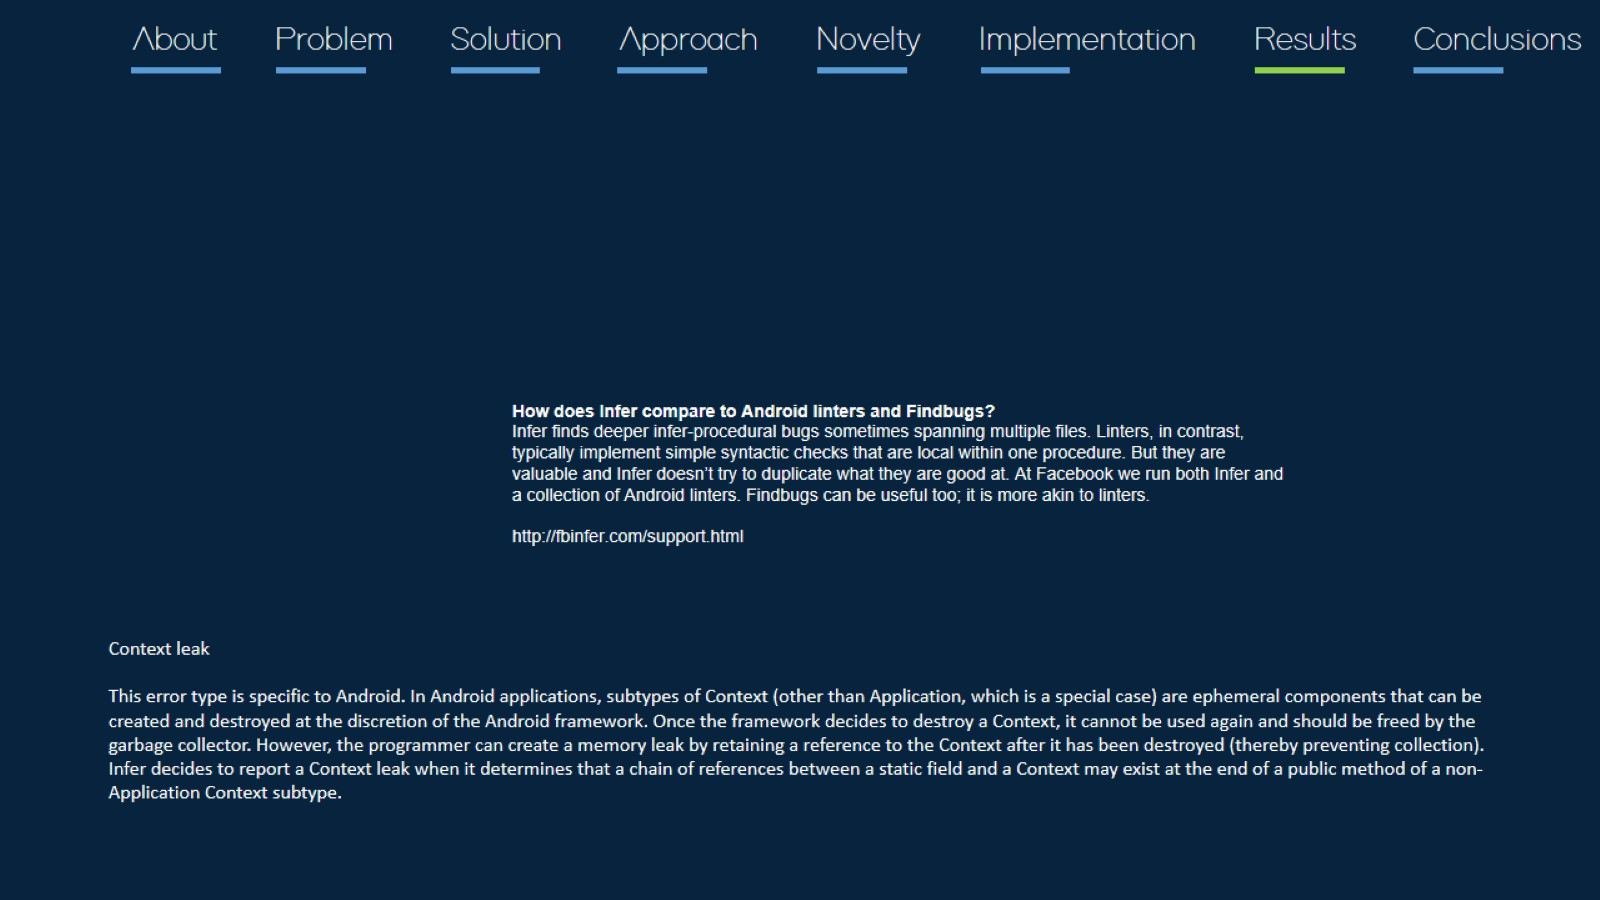 About Problem Solution Approach Novelty Implementation Results Conclusions
How does Infer compare to Android linters and Findbugs?
Infer finds deeper infer-procedural bugs sometimes spanning multiple files. Linters, in contrast,
typically implement simple syntactic checks that are local within one procedure. But they are
valuable and Infer doesn’t try to duplicate what they are good at. At Facebook we run both Infer and
a collection of Android linters. Findbugs can be useful too; it is more akin to linters.
http://fbinfer.com/support.html
Context leak
This error type is specific to Android. In Android applications, subtypes of Context (other than Application, which is a special case) are ephemeral components that can be
created and destroyed at the discretion of the Android framework. Once the framework decides to destroy a Context, it cannot be used again and should be freed by the
garbage collector. However, the programmer can create a memory leak by retaining a reference to the Context after it has been destroyed (thereby preventing collection).
Infer decides to report a Context leak when it determines that a chain of references between a static field and a Context may exist at the end of a public method of a non-
Application Context subtype.